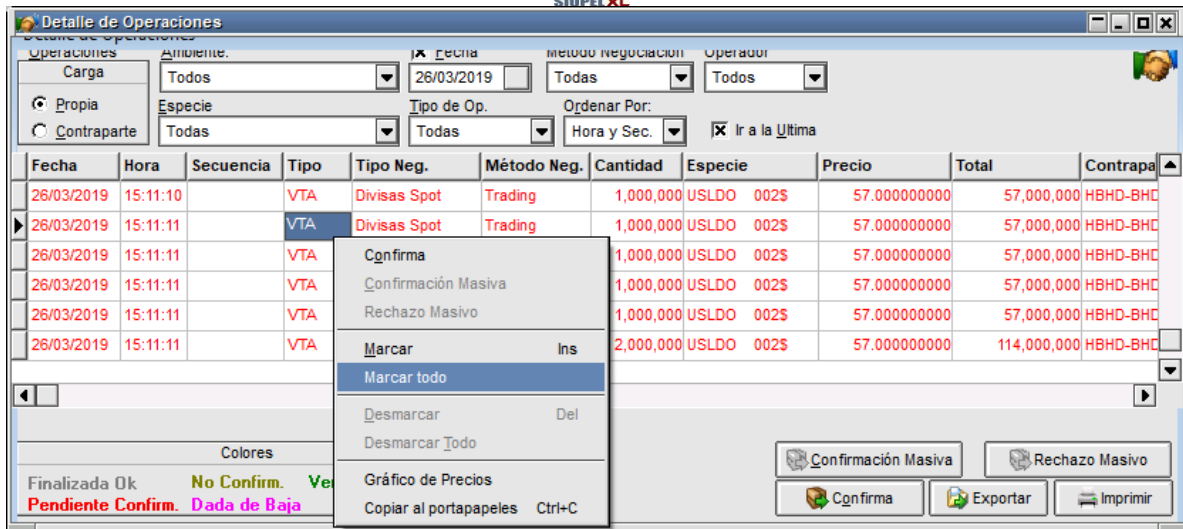 SIOPEL XL
Detalle de Operaciones
Detalle de Operaciones
Operaciones Ambiente: Fecha Método Negociación Operador
Carga Todos 26/03/2019 Todas Todos
Propia Especie Tipo de Op. Ordenar Por:
Contraparte Todas Todas Hora y Sec. Ir a la Ultima
Fecha Hora Secuencia Tipo Tipo Neg. Método Neg. Cantidad Especie Precio Total Contrapa
26/03/2019 15:11:10 VTA Divisas Spot Trading 1,000,000 USLDO 002$ 57.000000000 57,000,000 HBHD-BHD
26/03/2019 15:11:11 VTA Divisas Spot Trading 1,000,000 USLDO 002$ 57.000000000 57,000,000 HBHD-BHD
26/03/2019 15:11:11 VTA 1,000,000 USLDO 002$ 57.000000000 57,000,000 HBHD-BHD
26/03/2019 15:11:11 VTA 1,000,000 USLDO 002$ 57.000000000 57,000,000 HBHD-BHD
26/03/2019 15:11:11 VTA 1,000,000 USLDO 002$ 57.000000000 57,000,000 HBHD-BHD
26/03/2019 15:11:11 VTA 2,000,000 USLDO 002$ 57.000000000 114,000,000 HBHD-BHD
Confirma
Confirmación Masiva
Rechazo Masivo
Marcar Ins
Marcar todo
Desmarcar Del
Desmarcar Todo
Gráfico de Precios
Copiar al portapapeles Ctrl+C
Colores
Finalizada Ok No Confirm. Ve
Pendiente Confirm. Dada de Baja
Confirmación Masiva Rechazo Masivo
Confirma Exportar Imprimir